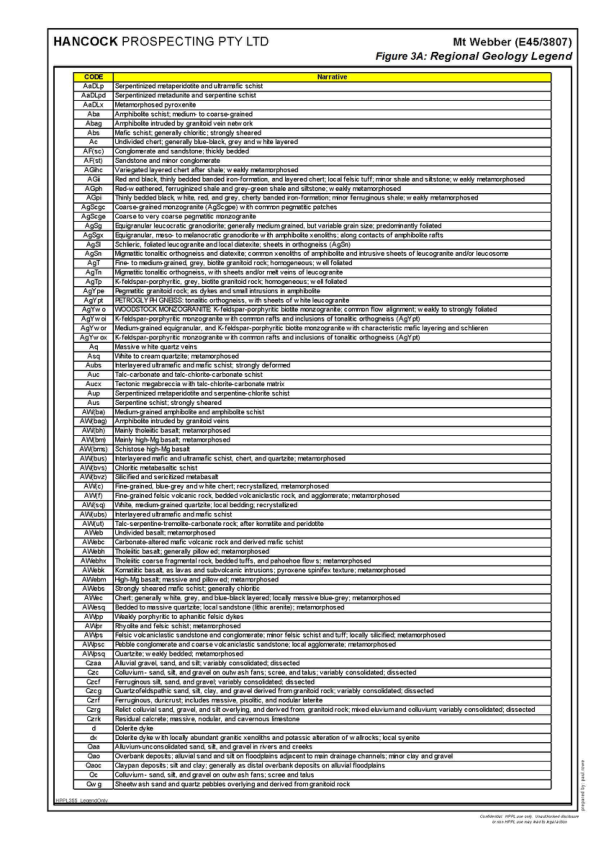 HANCOCK PROSPECTING PTY LTD
Mt Webber (E45/3807)
Figure 3A: Regional Geology Legend
CODE Narrative
AaDLp Serpentinized metaperidotite and ultramafic schist
AaDLpd Serpentinized metadunite and serpentine schist
AaDLx Metamorphosed pyroxenite
Aba Amphibolite schist; medium- to coarse-grained
Abag Amphibolite intruded by granitoid vein network
Abs Mafic schist; generally chloritic; strongly sheared
Ac Undivided chert; generally blue-black, grey and white layered
AF(sc) Conglomerate and sandstone; thickly bedded
AF(st) Sandstone and minor conglomerate
AGihc Variegated layered chert after shale; weakly metamorphosed
AGii Red and black, thinly bedded banded iron-formation, and layered chert; local felsic tuff; minor shale and siltstone; weakly metamorphosed
AGph Red-weathered, ferruginized shale and grey-green shale and siltstone; weakly metamorphosed
AGpi Thinly bedded black, white, red, and grey, cherty banded iron-formation; minor ferruginous shale; weakly metamorphosed
AgScgc Coarse-grained monzogranite (AgScgpe) with common pegmatitic patches
AgScge Coarse to very coarse pegmatitic monzogranite
AgSg Equigranular leucocratic granodiorite; generally medium grained, but variable grain size; predominantly foliated
AgSgx Equigranular, meso- to melanocratic granodiorite with amphibolite xenoliths; along contacts of amphibolite rafts
AgSl Schlieric, foliated leucogranite and local diatexite; sheets in orthogneiss (AgSn)
AgSn Migmatitic tonalitic orthogneiss and diatexite; common xenoliths of amphibolite and intrusive sheets of leucogranite and/or leucosome
AgT Fine- to medium-grained, grey, biotite granitoid rock; homogeneous; well foliated
AgTn Migmatitic tonalitic orthogneiss, with sheets and/or melt veins of leucogranite
AgTp K-feldspar-porphyritic, grey, biotite granitoid rock; homogeneous; well foliated
AgYpe Pegmatitic granitoid rock; as dykes and small intrusions in amphibolite
AgYpt PETROGLYPH GNEISS: tonalitic orthogneiss, with sheets of white leucogranite
AgYwo WOODSTOCK MONZOGRANITE: K-feldspar-porphyritic biotite monzogranite; common flow alignment; weakly to strongly foliated
AgYwoi K-feldspar-porphyritic monzogranite with common rafts and inclusions of tonalitic orthogneiss (AgYpt)
AgYwor Medium-grained equigranular, and K-feldspar-porphyritic biotite monzogranite with characteristic mafic layering and schlieren
AgYwox K-feldspar-porphyritic monzogranite with common rafts and inclusions of tonalitic orthogneiss (AgYpt)
Aq Massive white quartz veins
Asq White to cream quartzite; metamorphosed
Aubs Interlayered ultramafic and mafic schist; strongly deformed
Auc Talc-carbonate and talc-chlorite-carbonate schist
Aucx Tectonic megabreccia with talc-chlorite-carbonate matrix
Aup Serpentinized metaperidotite and serpentine-chlorite schist
Aus Serpentine schist; strongly sheared
AW(ba) Medium-grained amphibolite and amphibolite schist
AW(bag) Amphibolite intruded by granitoid veins
AW(bh) Mainly tholeiitic basalt; metamorphosed
AW(bm) Mainly high-Mg basalt; metamorphosed
AW(bms) Schistose high-Mg basalt
AW(bus) Interlayered mafic and ultramafic schist, chert, and quartzite; metamorphosed
AW(bvs) Chloritic metabasaltic schist
AW(bvz) Silicified and sericitized metabasalt
AW(c) Fine-grained, blue-grey and white chert; recrystallized, metamorphosed
AW(f) Fine-grained felsic volcanic rock, bedded volcaniclastic rock, and agglomerate; metamorphosed
AW(sq) White, medium-grained quartzite; local bedding; recrystallized
AW(ubs) Interlayered ultramafic and mafic schist
AW(ut) Talc-serpentine-tremolite-carbonate rock; after komatiite and peridotite
AWeb Undivided basalt; metamorphosed
AWebc Carbonate-altered mafic volcanic rock and derived mafic schist
AWebh Tholeiitic basalt; generally pillowed; metamorphosed
AWebhx Tholeiitic coarse fragmental rock, bedded tuffs, and pahoehoe flows; metamorphosed
AWebk Komatiitic basalt, as lavas and subvolcanic intrusions; pyroxene spinifex texture; metamorphosed
AWebm High-Mg basalt; massive and pillowed; metamorphosed
AWebs Strongly sheared mafic schist; generally chloritic
AWec Chert; generally white, grey, and blue-black layered; locally massive blue-grey; metamorphosed
AWesq Bedded to massive quartzite; local sandstone (lithic arenite); metamorphosed
AWpp Weakly porphyritic to aphanitic felsic dykes
AWpr Rhyolite and felsic schist; metamorphosed
AWps Felsic volcaniclastic sandstone and conglomerate; minor felsic schist and tuff; locally silicified; metamorphosed
AWpsc Pebble conglomerate and coarse volcaniclastic sandstone; local agglomerate; metamorphosed
AWpsq Quartzite; weakly bedded; metamorphosed
Czaa Alluvial gravel, sand, and silt; variably consolidated; dissected
Czc Colluvium - sand, silt, and gravel on outwash fans; scree, and talus; variably consolidated; dissected
Czcf Ferruginous silt, sand, and gravel; variably consolidated; dissected
Czcg Quartzofeldspathic sand, silt, clay, and gravel derived from granitoid rock; variably consolidated; dissected
Czrf Ferruginous, duricrust; includes massive, pisolitic, and nodular laterite
Czrg Relict colluvial sand, gravel, and silt overlying, and derived from, granitoid rock; mixed eluvium and colluvium; variably consolidated; dissected
Czrk Residual calcrete; massive, nodular, and cavernous limestone
d Dolerite dyke
dx Dolerite dyke with locally abundant granitic xenoliths and potassic alteration of wallrocks; local syenite
Qaa Alluvium-unconsolidated sand, silt, and gravel in rivers and creeks
Qao Overbank deposits; alluvial sand and silt on floodplains adjacent to main drainage channels; minor clay and gravel
Qaoc Claypan deposits; silt and clay; generally as distal overbank deposits on alluvial floodplains
Qc Colluvium - sand, silt, and gravel on outwash fans; scree and talus
Qwg Sheetwash sand and quartz pebbles overlying and derived from granitoid rock
HPPL355_LegendOnly
Confidential: HPPL use only. Unauthorised disclosure
or use HPPL use may lead to legal action